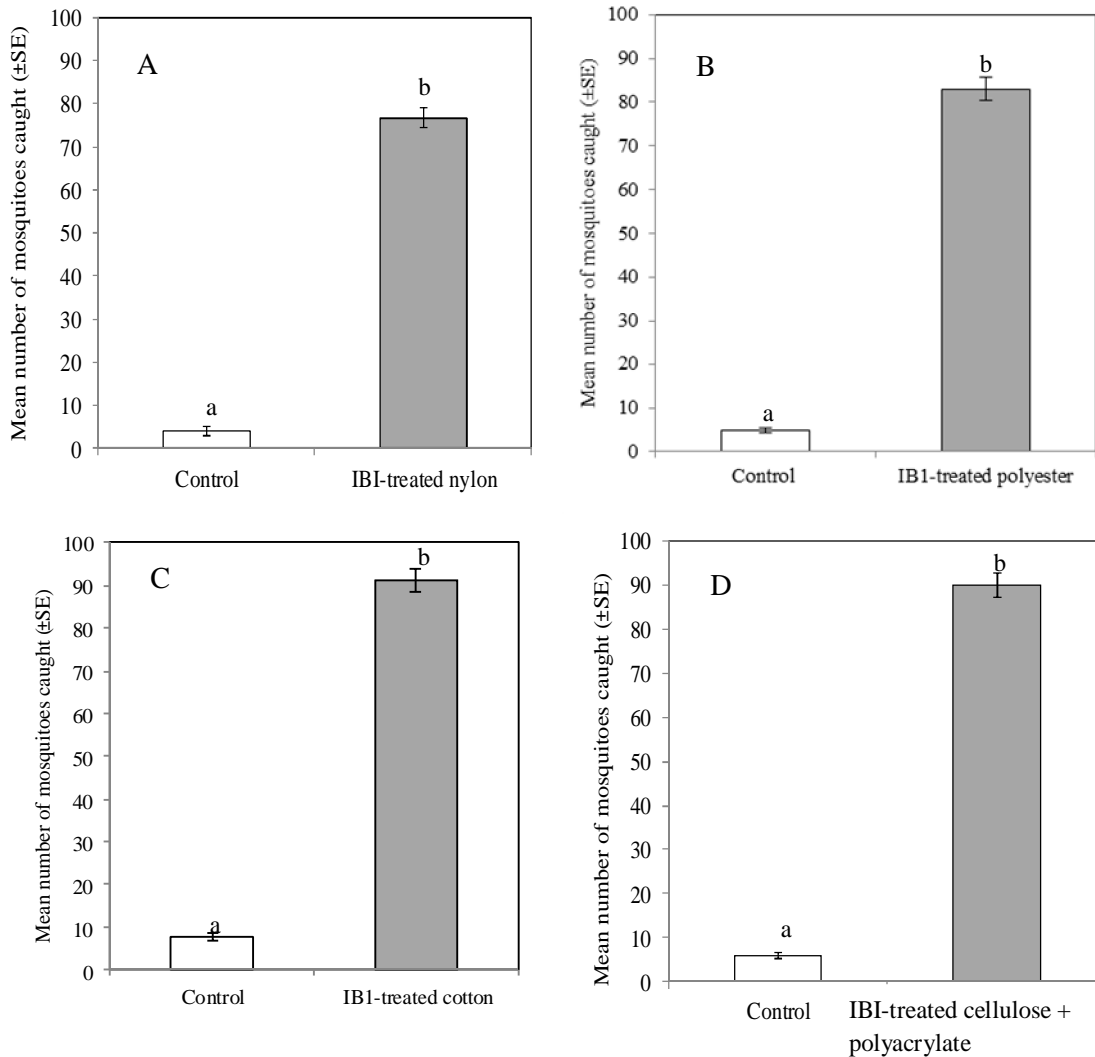 Mean number of mosquitoes caught (±SE)
100
90
80
70
60
50
40
30
20
10
0
A
a
b
Control
IBI-treated nylon
Mean number of mosquitoes caught (±SE)
100
90
80
70
60
50
40
30
20
10
0
B
a
b
Control
IB1-treated polyester
Mean number of mosquitoes caught (±SE)
100
90
80
70
60
50
40
30
20
10
0
C
a
b
Control
IB1-treated cotton
Mean number of mosquitoes caught (±SE)
100
90
80
70
60
50
40
30
20
10
0
D
a
b
Control
IBI-treated cellulose +
polyacrylate